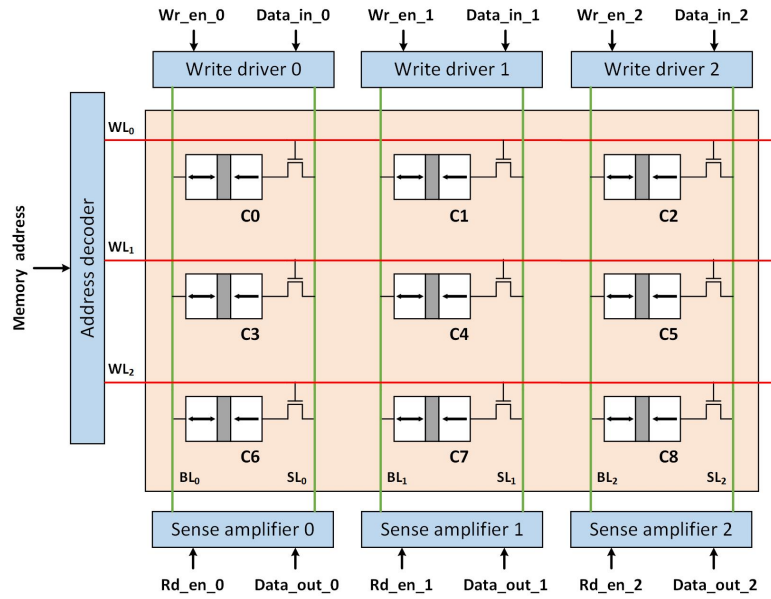 Wr_en_0 Data_in_0 Wr_en_1 Data_in_1 Wr_en_2 Data_in_2
Write driver 0 Write driver 1 Write driver 2
WL0
C0 C1 C2
Memory address
Address decoder
WL1
C3 C4 C5
WL2
C6 C7 C8
BL0 SL0 BL1 SL1 BL2 SL2
Sense amplifier 0 Sense amplifier 1 Sense amplifier 2
Rd_en_0 Data_out_0 Rd_en_1 Data_out_1 Rd_en_2 Data_out_2